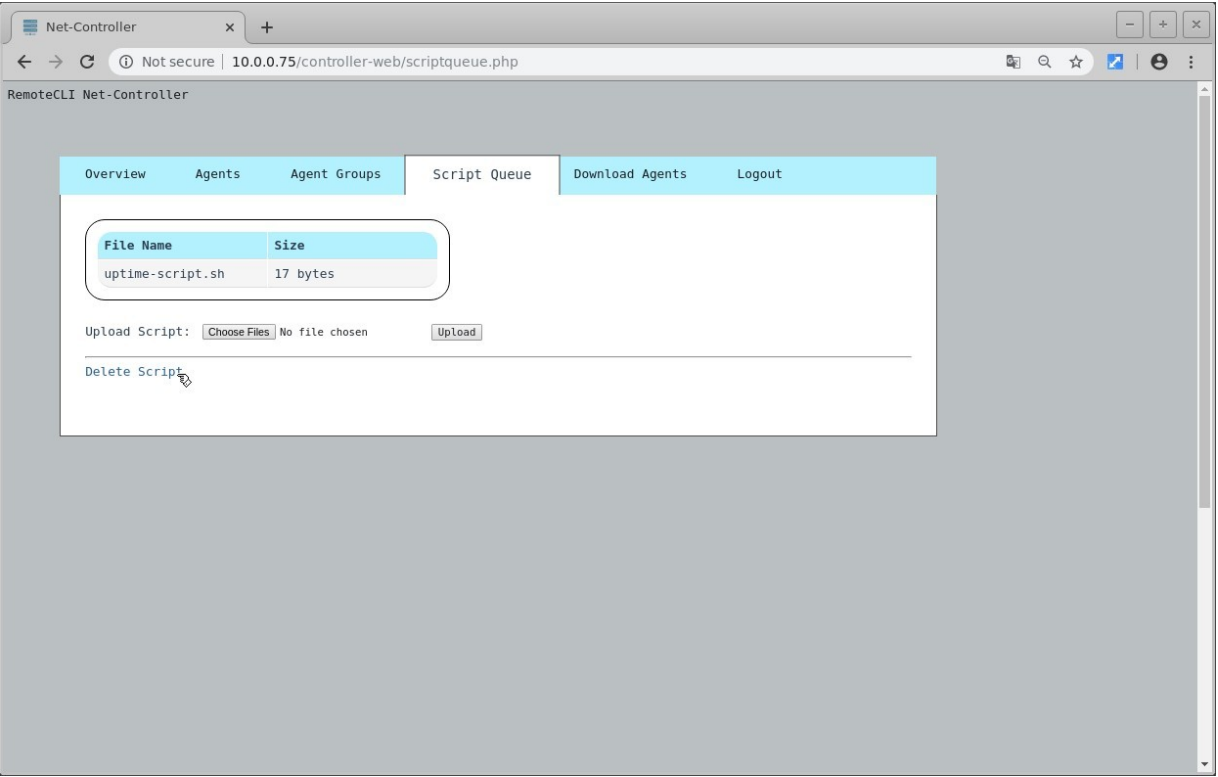 Net-Controller
Not secure 10.0.0.75/controller-web/scriptqueue.php
RemoteCLI Net-Controller
Overview Agents Agent Groups Script Queue Download Agents Logout
File Name Size
uptime-script.sh 17 bytes
Upload Script: Choose Files No file chosen Upload
Delete Script